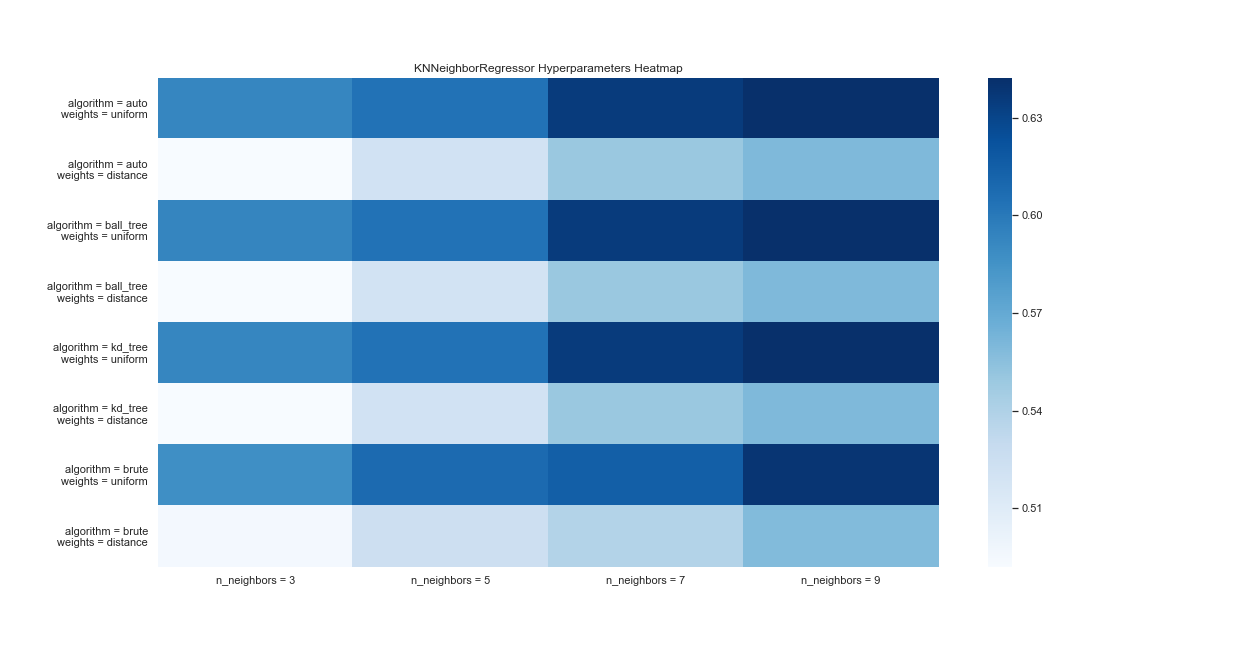 KNNeighborRegressor Hyperparameters Heatmap
algorithm = auto
weights = uniform
algorithm = auto
weights = distance
algorithm = ball_tree
weights = uniform
algorithm = ball_tree
weights = distance
algorithm = kd_tree
weights = uniform
algorithm = kd_tree
weights = distance
algorithm = brute
weights = uniform
algorithm = brute
weights = distance
n_neighbors = 3
n_neighbors = 5
n_neighbors = 7
n_neighbors = 9
0.63
0.60
0.57
0.54
0.51